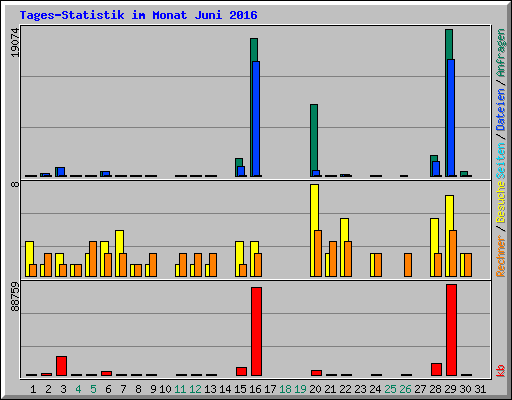 Tages-Statistik im Monat Juni 2016
19074
8
88759
Rechner / Besuche Seiten / Dateien / Anfragen
kb
1 2 3 4 5 6 7 8 9 10 11 12 13 14 15 16 17 18 19 20 21 22 23 24 25 26 27 28 29 30 31